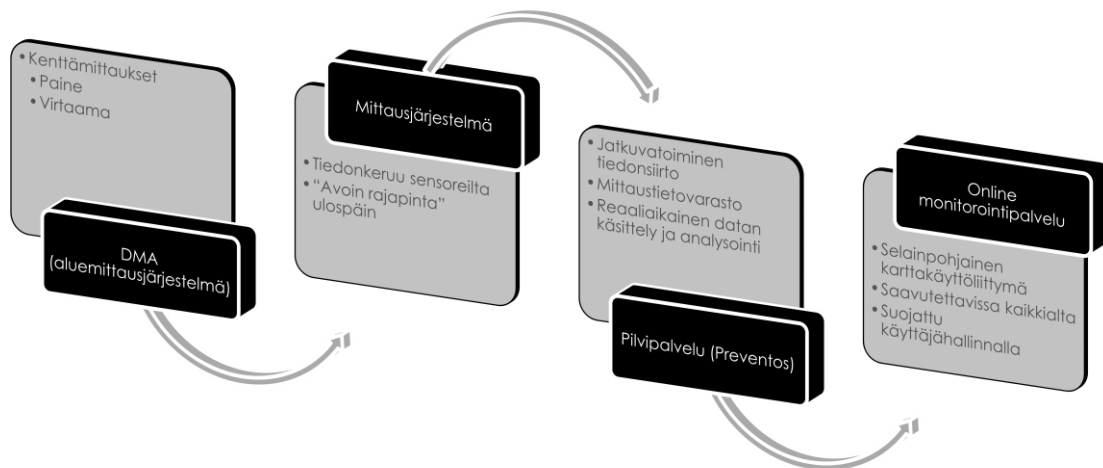 • Kenttämittaukset
• Paine
• Virtaama
DMA
(aluemittausjärjestelmä)
Mittausjärjestelmä
• Tiedonkeruu sensoreilta
• “Avoin rajapinta”
ulospäin
• Jatkuvatoiminen
tiedonsiirto
• Mittaustietovarasto
• Reaaliaikainen datan
käsittely ja analysointi
Pilvipalvelu (Preventos)
Online
monitorointipalvelu
• Selainpohjainen
karttakäyttöliittymä
• Saavutettavissa kaikkialta
• Suojattu
käyttäjähallinnalla